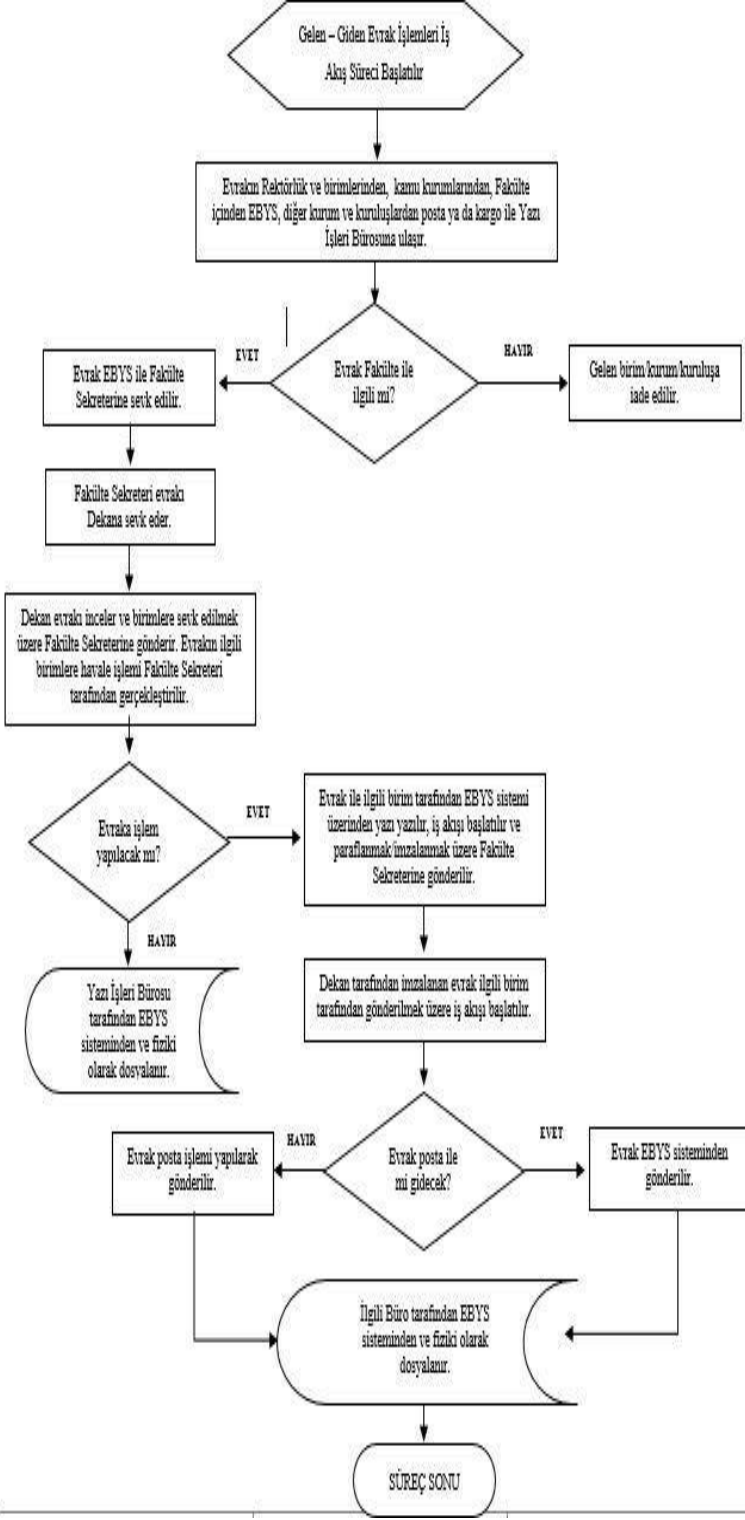 Gelen – Giden Evrak İşlemleri İş
Akış Süreci Başlatılır
Evrakın Rektörlük ve birimlerinden, kamu kurumlarından, Fakülte
içinden EBYS, diğer kurum ve kuruluşlardan posta ya da kargo ile Yazı
İşleri Bürosuna ulaşır.
Evrak Fakülte ile
ilgili mi?
EVET
HAYIR
Evrak EBYS ile Fakülte
Sekreterine sevk edilir.
Gelen birim/kurum/kuruluşa
iade edilir.
Fakülte Sekreteri evrakı
Dekana sevk eder.
Dekan evrakı inceler ve birimlere sevk edilmek
üzere Fakülte Sekreterine gönderir. Evrakın ilgili
birimlere havale işlemi Fakülte Sekreteri
tarafından gerçekleştirilir.
Evraka işlem
yapılacak mı?
EVET
Evrak ile ilgili birim tarafından EBYS sistemi
üzerinden yazı yazılır, iş akışı başlatılır ve
paraflanmak/imzalanmak üzere Fakülte
Sekreterine gönderilir.
HAYIR
Yazı İşleri Bürosu
tarafından EBYS
sisteminden ve fiziki
olarak dosyalanır.
Dekan tarafından imzalanan evrak ilgili birim
tarafından gönderilmek üzere iş akışı başlatılır.
Evrak posta ile
mi gidecek?
HAYIR
EVET
Evrak posta işlemi yapılarak
gönderilir.
Evrak EBYS sisteminden
gönderilir.
İlgili Büro tarafından EBYS
sisteminden ve fiziki olarak
dosyalanır.
SÜREÇ SONU